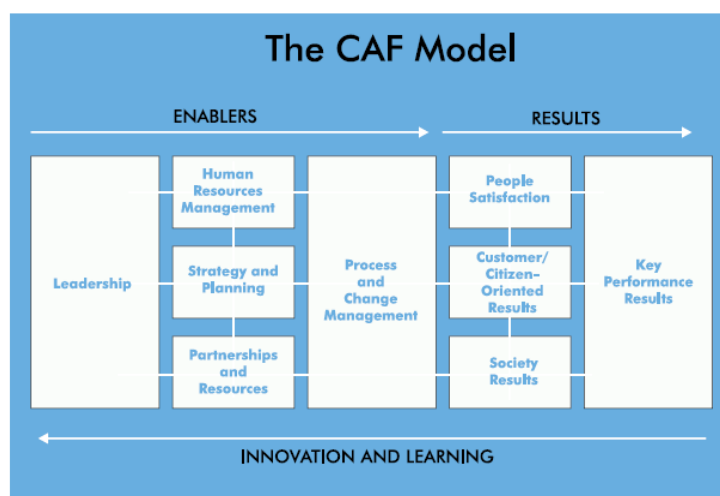 The CAF Model
ENABLERS
RESULTS
Leadership
Human
Resources
Management
Strategy and
Planning
Partnerships
and
Resources
Process
and
Change
Management
People
Satisfaction
Customer/
Citizen-
Oriented
Results
Society
Results
Key
Performance
Results
INNOVATION AND LEARNING